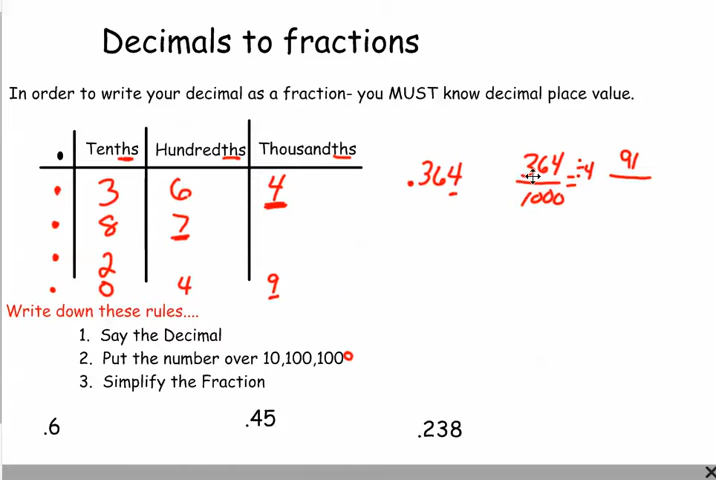 Decimals to fractions
In order to write your decimal as a fraction- you MUST know decimal place value.
. Tenths Hundredths Thousandths
. 3 6 4
. 8 7
. 2
. 0 4 9
.364 364/1000 ÷4 = 91
Write down these rules....
1. Say the Decimal
2. Put the number over 10,100,1000
3. Simplify the Fraction
.6 .45 .238